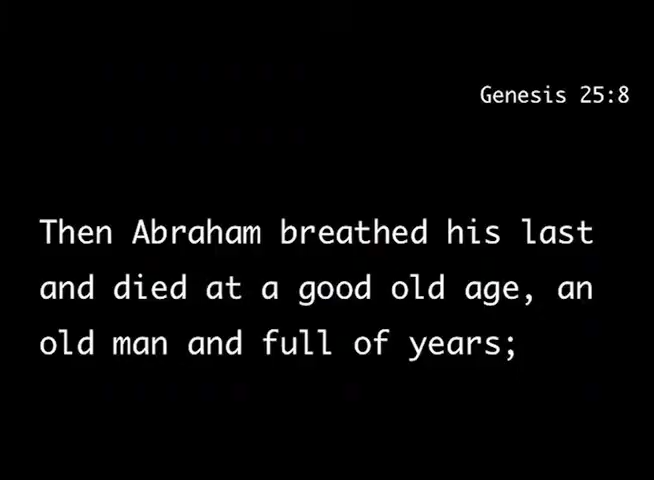 Genesis 25:8
Then Abraham breathed his last
and died at a good old age, an
old man and full of years;